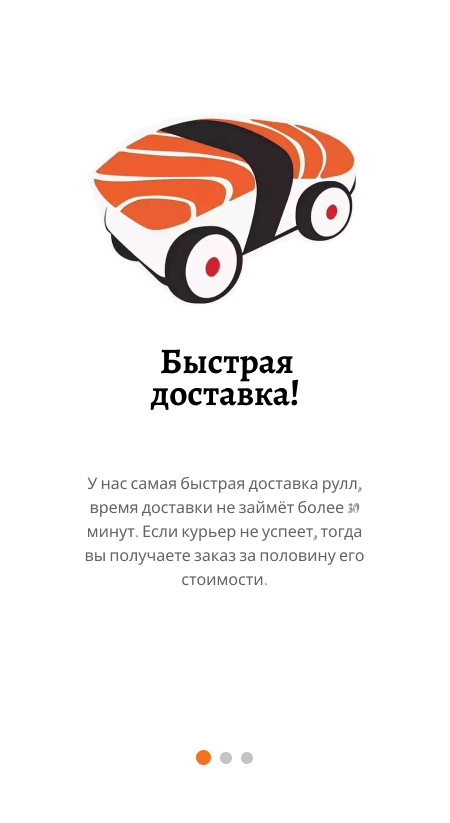 Быстрая
доставка!
У нас самая быстрая доставка рулл,
время доставки не займёт более 30
минут. Если курьер не успеет, тогда
вы получаете заказ за половину его
стоимости.